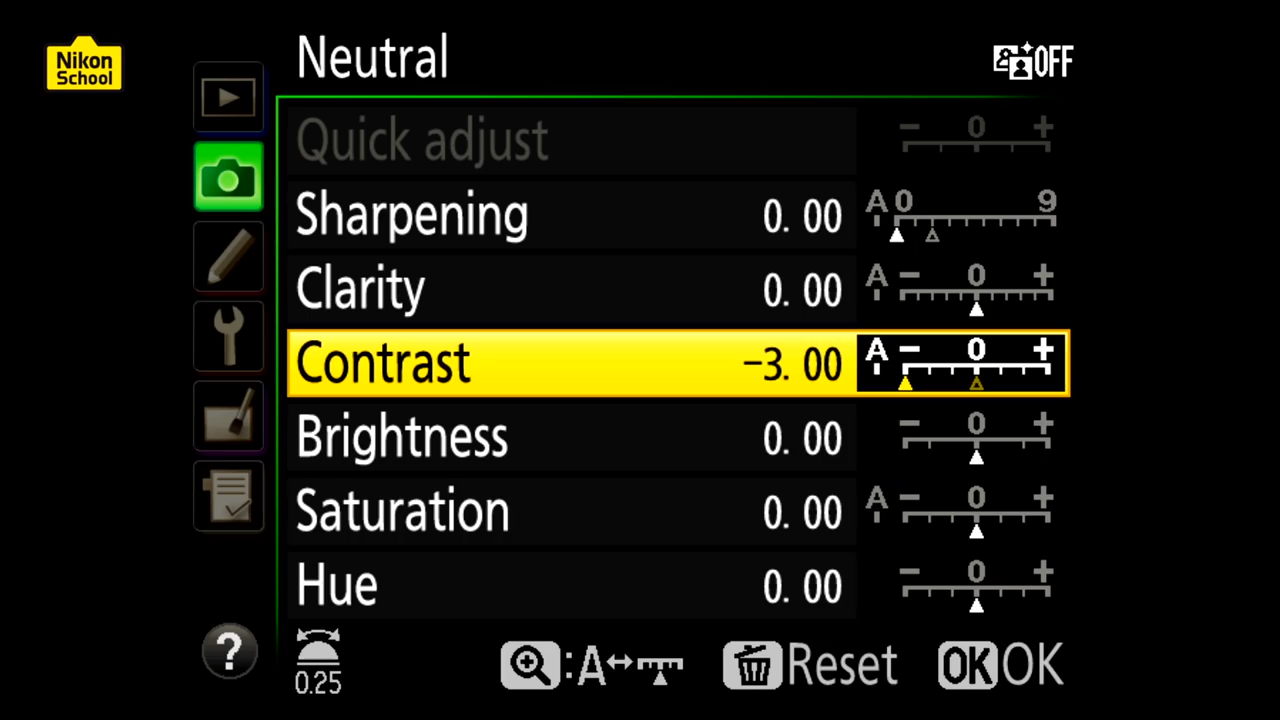 Nikon
School
Neutral
OFF
Quick adjust − 0 +
Sharpening 0. 00 A 0 9
Clarity 0. 00 A − 0 +
Contrast −3. 00 A − 0 +
Brightness 0. 00 − 0 +
Saturation 0. 00 A − 0 +
Hue 0. 00 − 0 +
? 0.25 :A Reset OK OK